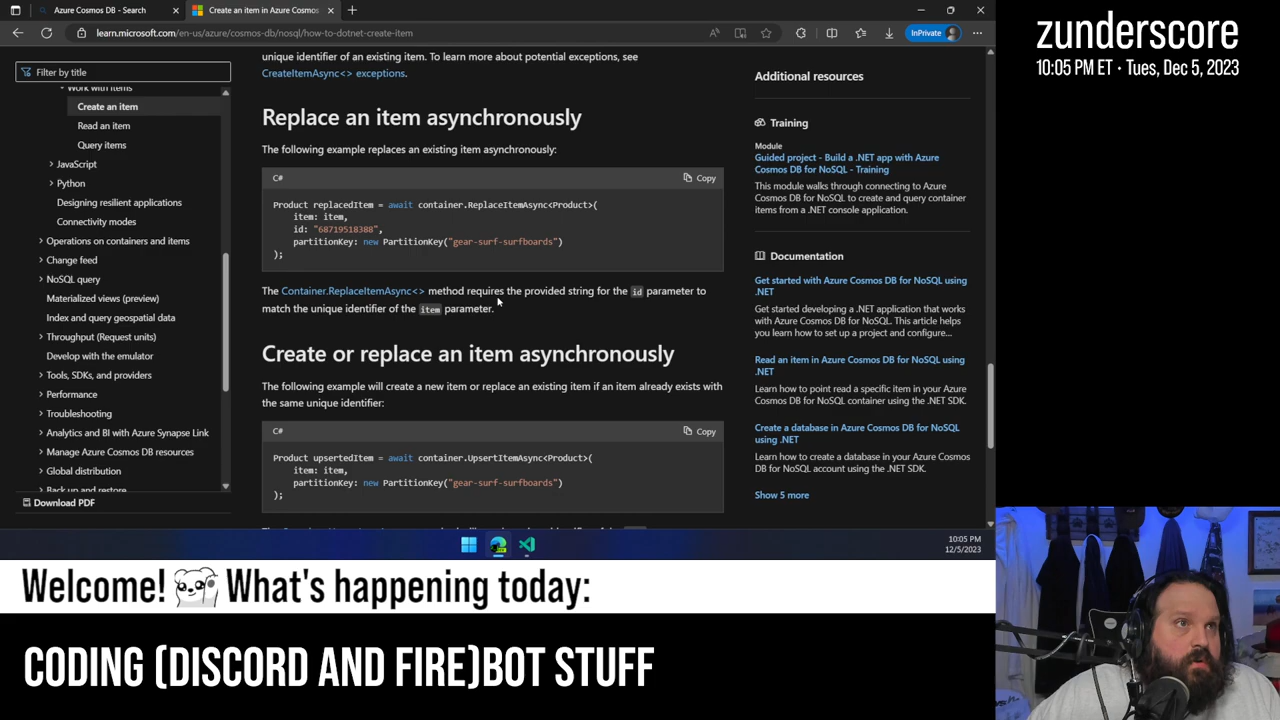 Azure Cosmos DB - Search
Create an item in Azure Cosmos
learn.microsoft.com/en-us/azure/cosmos-db/nosql/how-to-dotnet-create-item
InPrivate
Filter by title
Work with items
Create an item
Read an item
Query items
JavaScript
Python
Designing resilient applications
Connectivity modes
Operations on containers and items
Change feed
NoSQL query
Materialized views (preview)
Index and query geospatial data
Throughput (Request units)
Develop with the emulator
Tools, SDKs, and projects
Performance
Troubleshooting
Analytics and BI with Azure Synapse Link
Manage Azure Cosmos DB resources
Global distribution
Back up and restore
Download PDF
unique identifier of an existing item. To learn more about potential exceptions, see
CreateItemAsync<> exceptions.
Replace an item asynchronously
The following example replaces an existing item asynchronously:
C#
Copy
Product replacedItem = await container.ReplaceItemAsync<Product>(
item: item,
id: "68719518388",
partitionKey: new PartitionKey("gear-surf-surfboards")
);
The Container.ReplaceItemAsync<> method requires the provided string for the id parameter to
match the unique identifier of the item parameter.
Create or replace an item asynchronously
The following example will create a new item or replace an existing item if an item already exists with
the same unique identifier:
C#
Copy
Product upsertedItem = await container.UpsertItemAsync<Product>(
item: item,
partitionKey: new PartitionKey("gear-surf-surfboards")
);
Additional resources
Training
Module
Guided project - Build a .NET app with Azure
Cosmos DB for NoSQL - Training
This module walks through connecting to Azure
Cosmos DB for NoSQL to create and query container
items from a .NET console application.
Documentation
Get started with Azure Cosmos DB for NoSQL using
.NET
Get started developing a .NET application that works
with Azure Cosmos DB for NoSQL. This article helps
you learn how to set up a project and configure...
Read an item in Azure Cosmos DB for NoSQL using
.NET
Learn how to point read a specific item in your Azure
Cosmos DB for NoSQL container using the .NET SDK.
Create a database in Azure Cosmos DB for NoSQL
using .NET
Learn how to create a database in your Azure Cosmos
DB for NoSQL account using the .NET SDK.
Show 5 more
10:05 PM
12/5/2023
zunderscore
10:05 PM ET • Tues, Dec 5, 2023
Welcome! What's happening today:
CODING (DISCORD AND FIRE)BOT STUFF